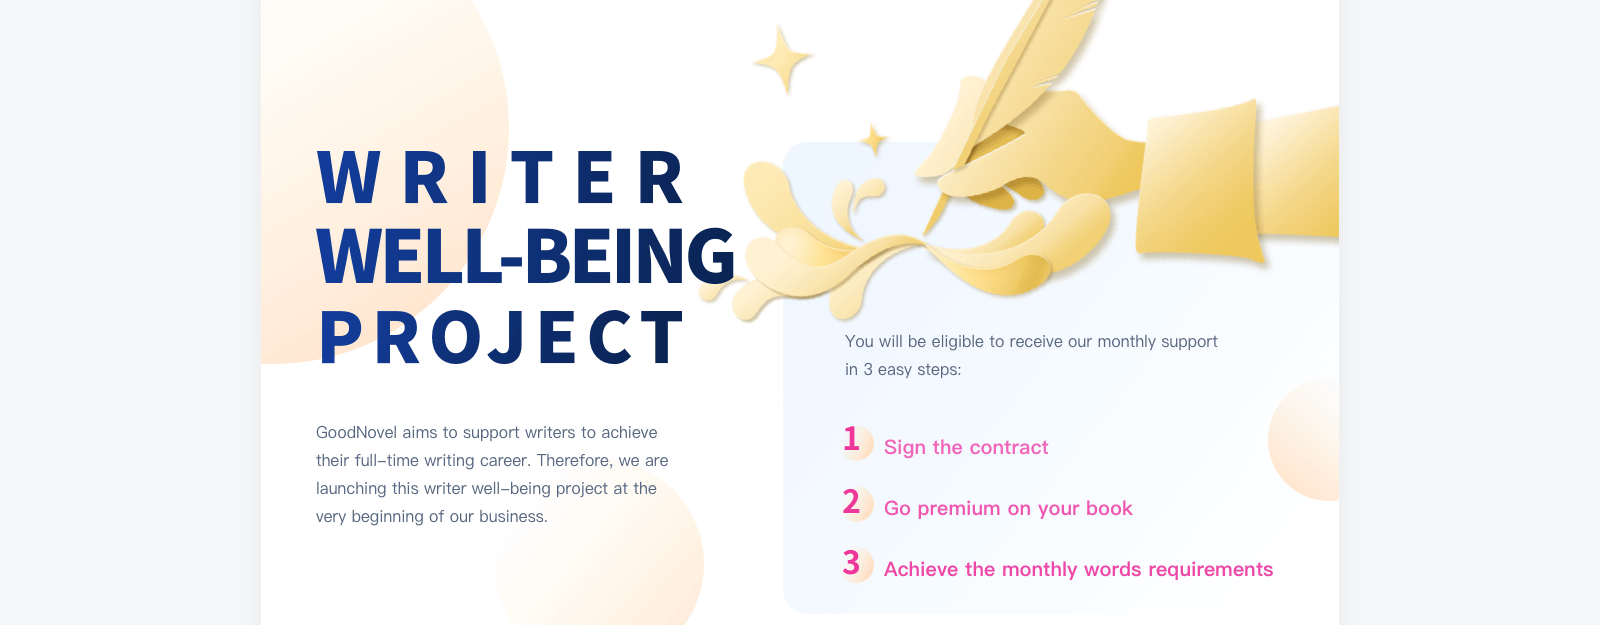 WRITER
WELL-BEING
PROJECT
GoodNovel aims to support writers to achieve
their full-time writing career. Therefore, we are
launching this writer well-being project at the
very beginning of our business.
You will be eligible to receive our monthly support
in 3 easy steps:
1 Sign the contract
2 Go premium on your book
3 Achieve the monthly words requirements